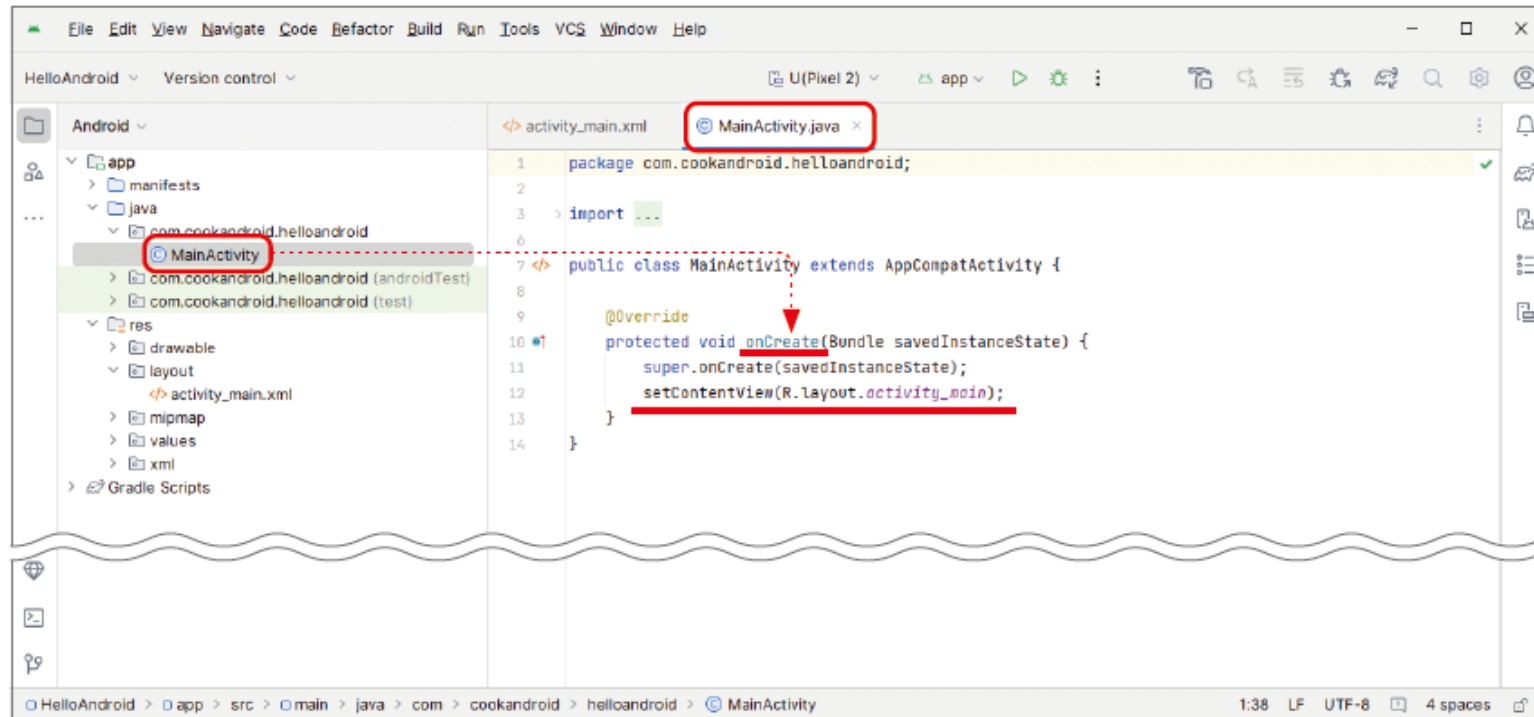 File Edit View Navigate Code Refactor Build Run Tools VCS Window Help
HelloAndroid Version control U(Pixel 2) app
Android
activity_main.xml MainActivity.java
app
manifests
java
com.cookandroid.helloandroid
MainActivity
com.cookandroid.helloandroid (androidTest)
com.cookandroid.helloandroid (test)
res
drawable
layout
activity_main.xml
mipmap
values
xml
Gradle Scripts
1 package com.cookandroid.helloandroid;
2
3 import ...
6
7 public class MainActivity extends AppCompatActivity {
8
9 @Override
10 protected void onCreate(Bundle savedInstanceState) {
11 super.onCreate(savedInstanceState);
12 setContentView(R.layout.activity_main);
13 }
14 }
HelloAndroid > app > src > main > java > com > cookandroid > helloandroid > MainActivity 1:38 LF UTF-8 4 spaces